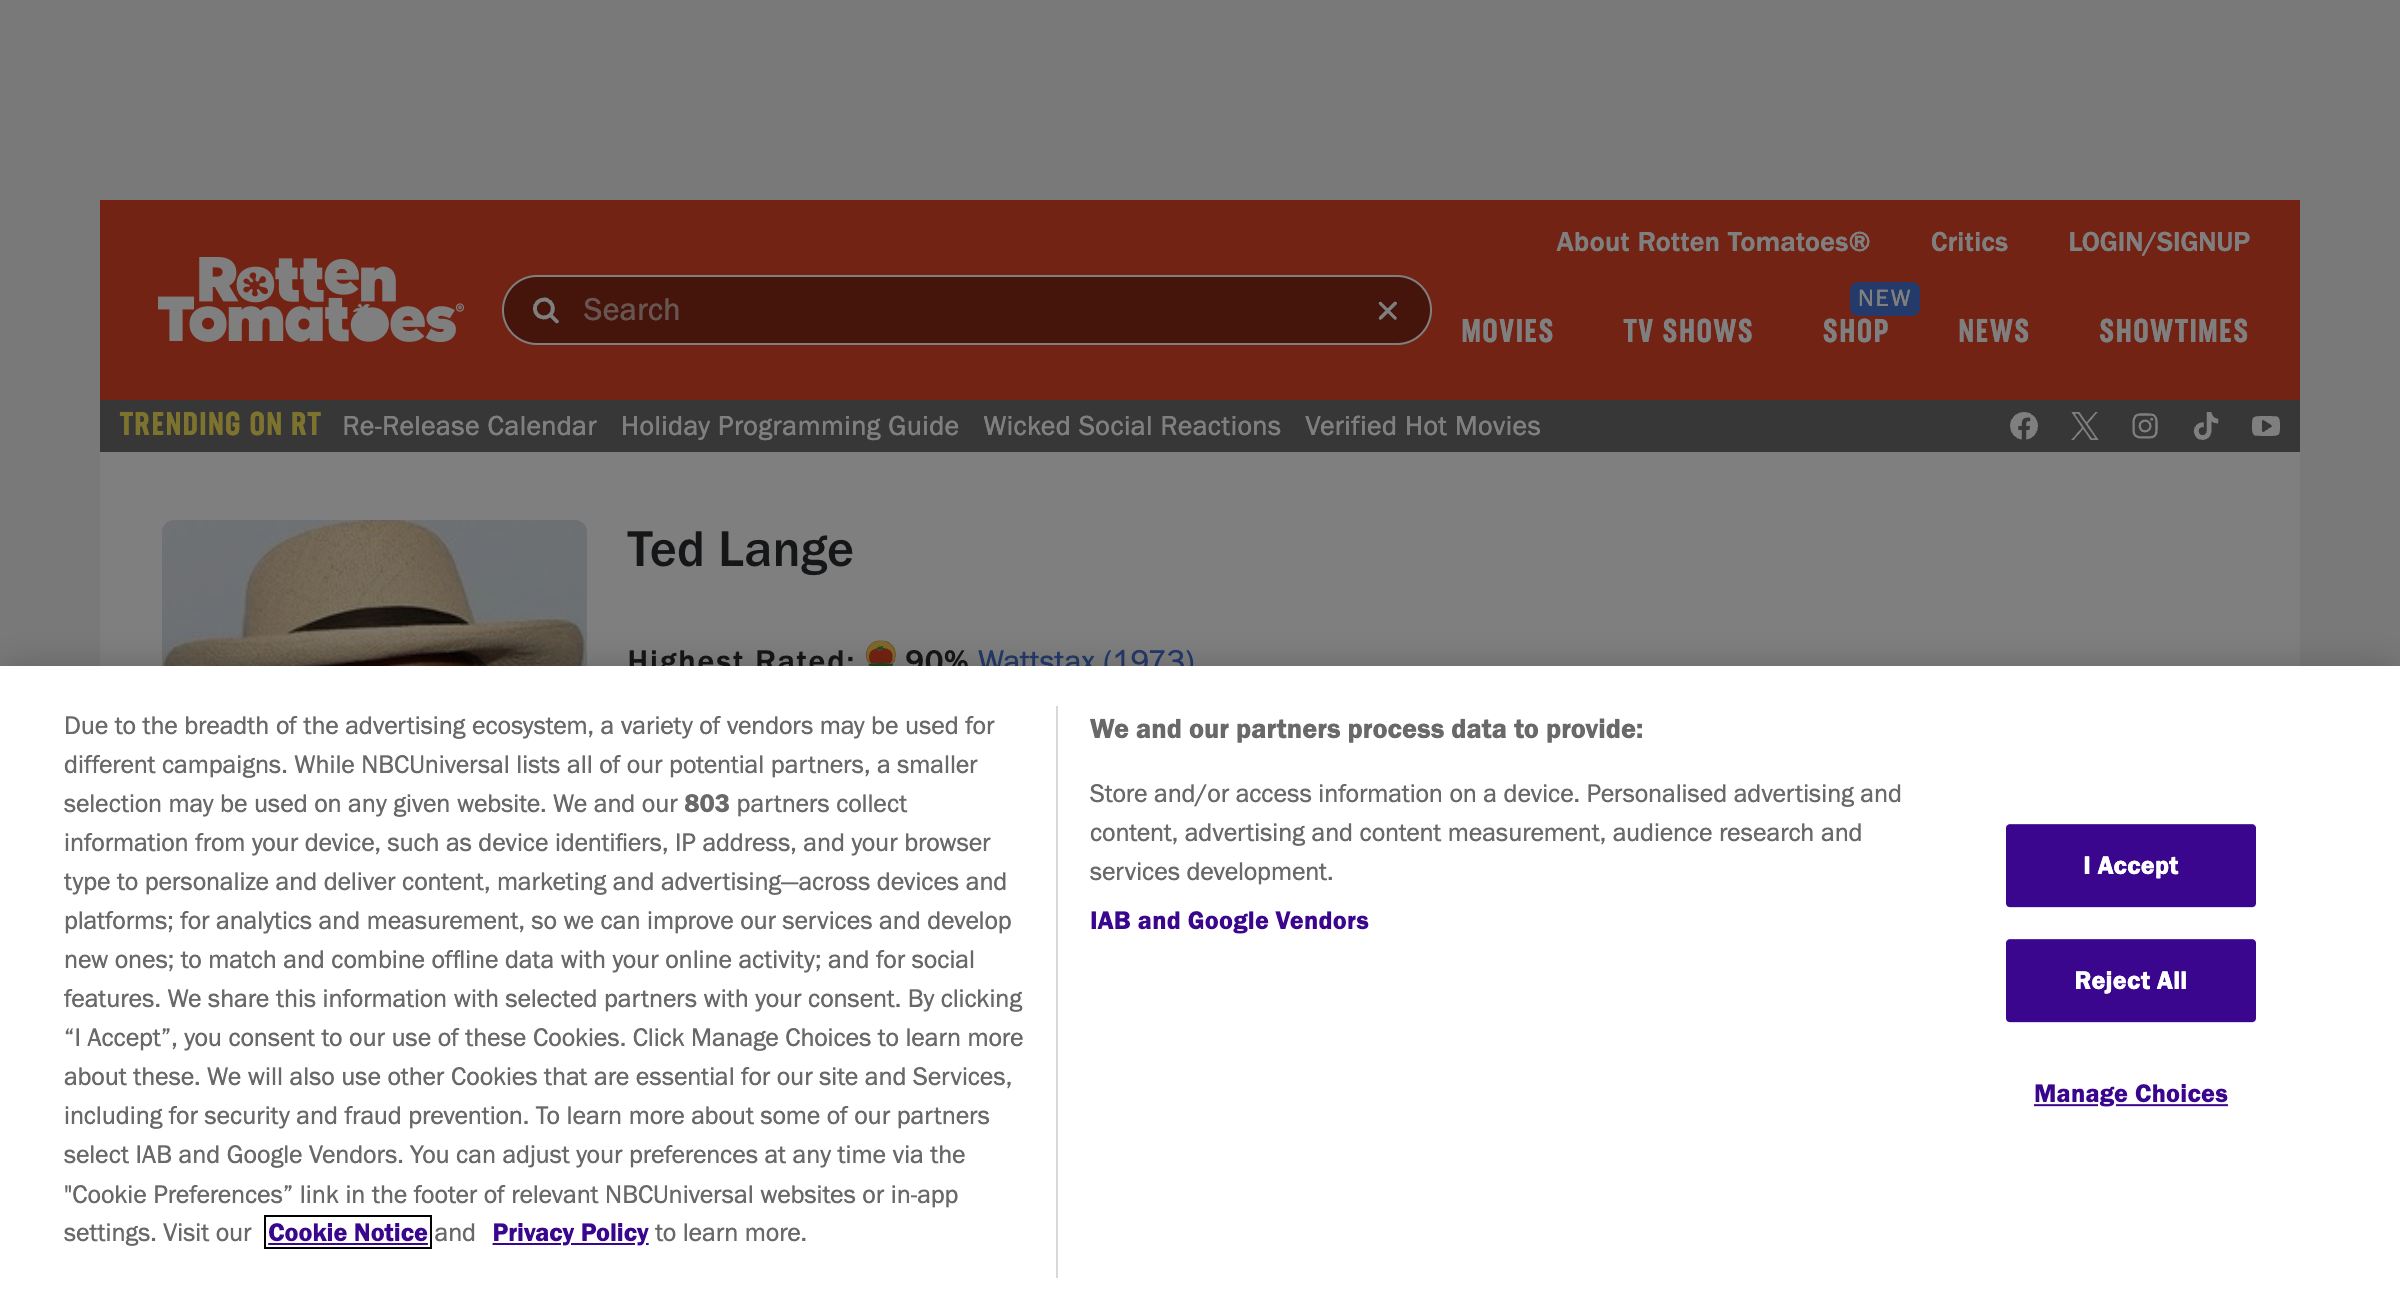 About Rotten Tomatoes® Critics LOGIN/SIGNUP
Rotten
Tomatoes®
Search
NEW
MOVIES TV SHOWS SHOP NEWS SHOWTIMES
TRENDING ON RT Re-Release Calendar Holiday Programming Guide Wicked Social Reactions Verified Hot Movies
Ted Lange
Highest Rated: 90% Wattstax (1973)
Due to the breadth of the advertising ecosystem, a variety of vendors may be used for
different campaigns. While NBCUniversal lists all of our potential partners, a smaller
selection may be used on any given website. We and our 803 partners collect
information from your device, such as device identifiers, IP address, and your browser
type to personalize and deliver content, marketing and advertising—across devices and
platforms; for analytics and measurement, so we can improve our services and develop
new ones; to match and combine offline data with your online activity; and for social
features. We share this information with selected partners with your consent. By clicking
“I Accept”, you consent to our use of these Cookies. Click Manage Choices to learn more
about these. We will also use other Cookies that are essential for our site and Services,
including for security and fraud prevention. To learn more about some of our partners
select IAB and Google Vendors. You can adjust your preferences at any time via the
"Cookie Preferences” link in the footer of relevant NBCUniversal websites or in-app
settings. Visit our Cookie Notice and Privacy Policy to learn more.
We and our partners process data to provide:
Store and/or access information on a device. Personalised advertising and
content, advertising and content measurement, audience research and
services development.
IAB and Google Vendors
I Accept
Reject All
Manage Choices